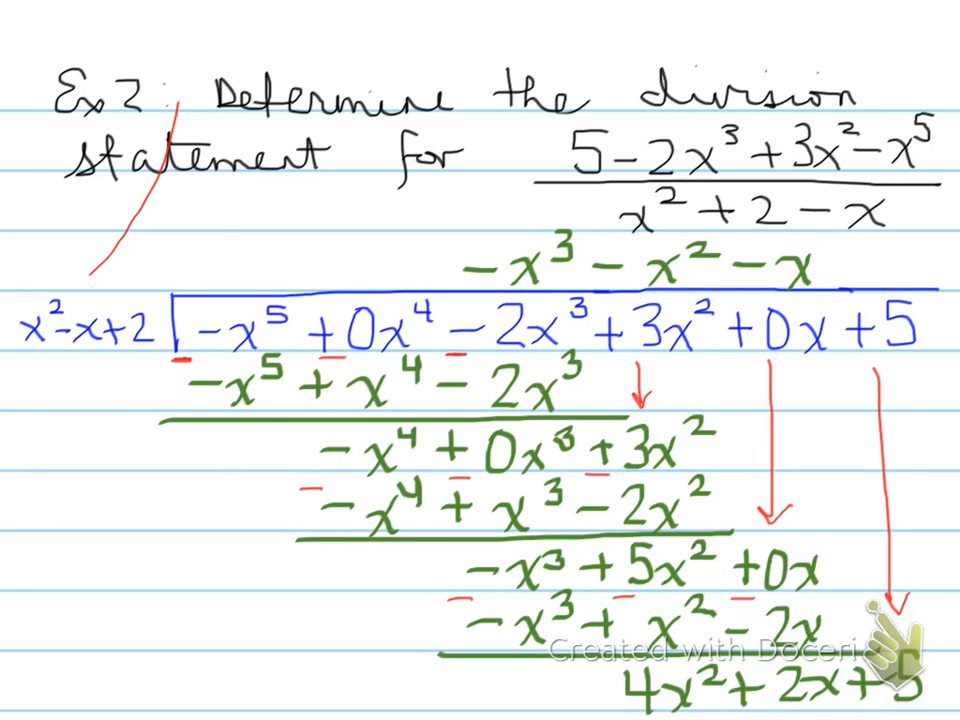 Ex 2: Determine the division
statement for (5 - 2x³ + 3x² - x⁵)/(x² + 2 - x)
-x³ - x² - x
x² - x + 2 | -x⁵ + 0x⁴ - 2x³ + 3x² + 0x + 5
-x⁵ + x⁴ - 2x³
-x⁴ + 0x³ + 3x²
-x⁴ + x³ - 2x²
-x³ + 5x² + 0x
-x³ + x² - 2x
Created with Doceri
4x² + 2x + 5